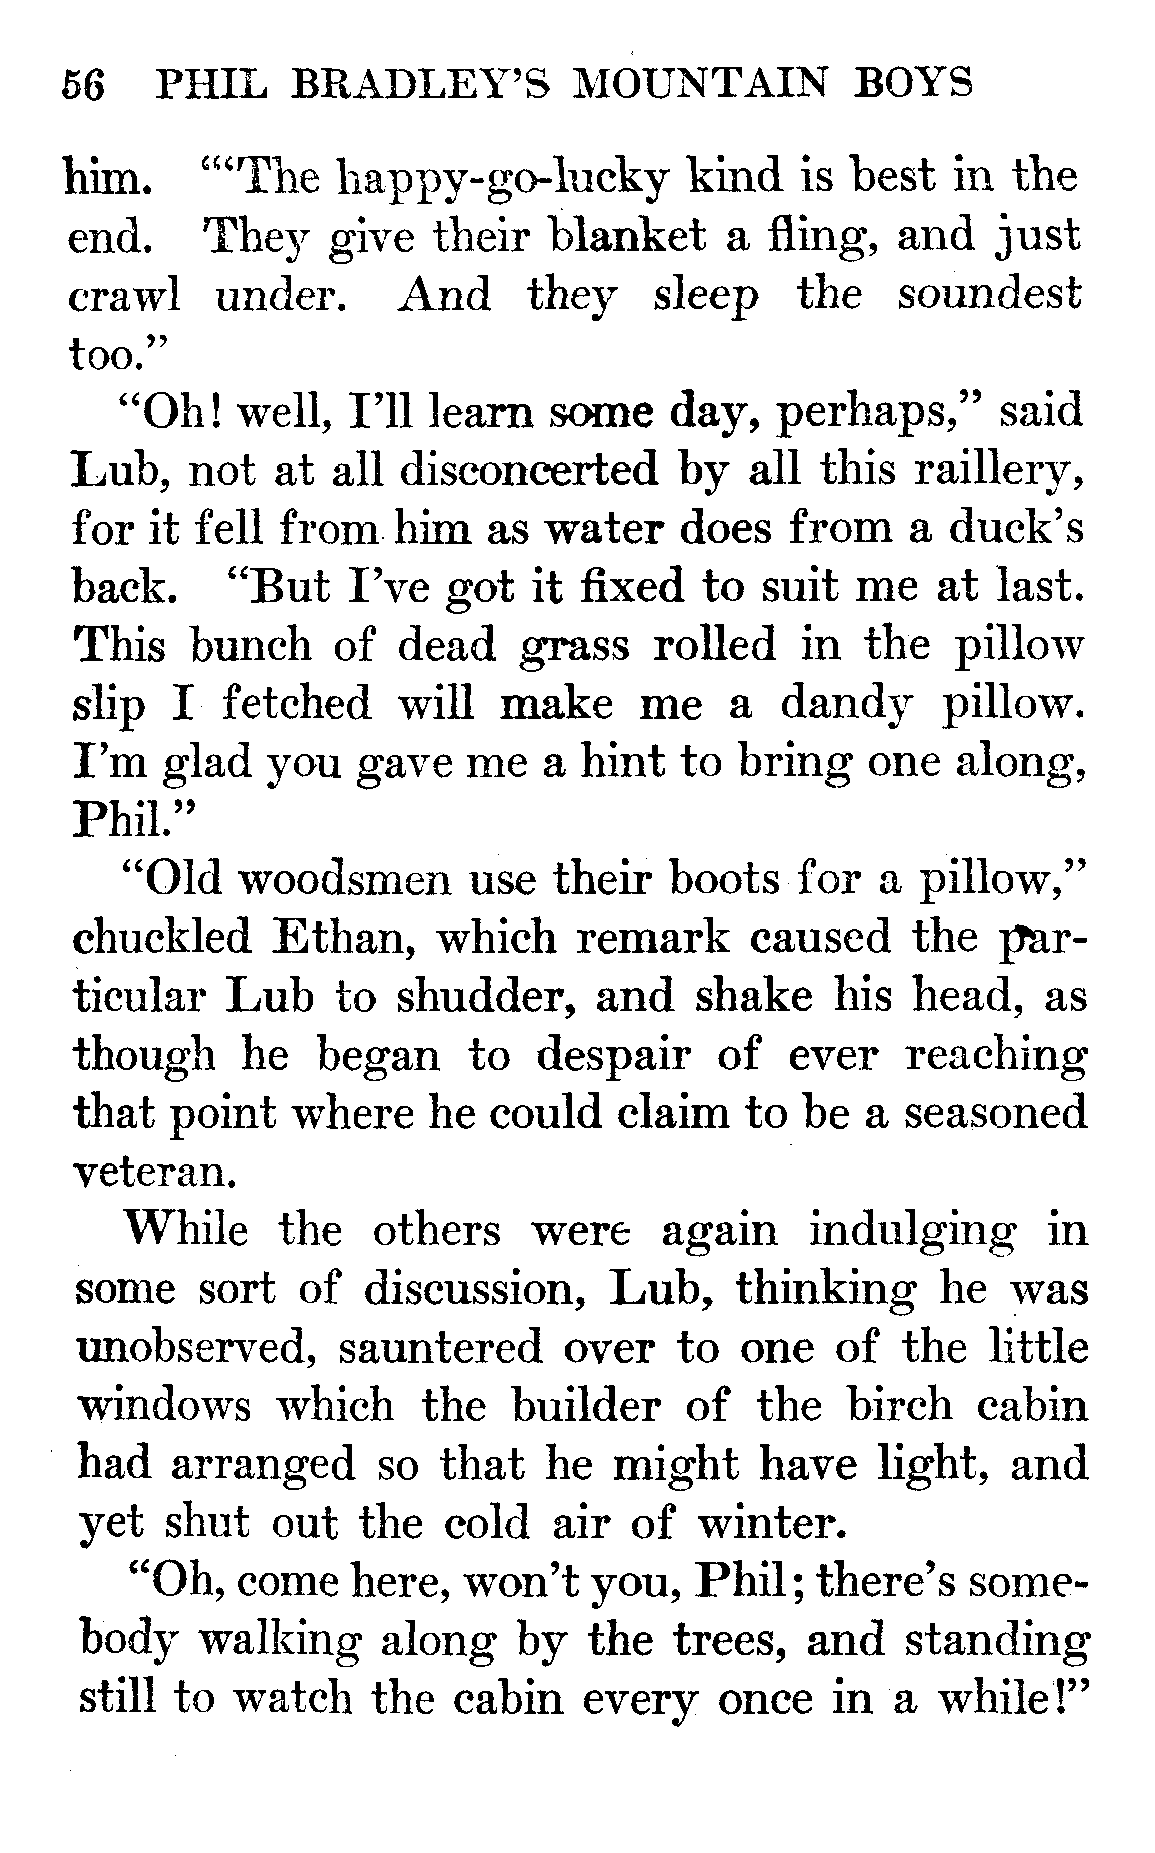 56 PHIL BRADLEY'S MOUNTAIN BOYS
him. "'The happy-go-lucky kind is best in the
end. They give their blanket a fling, and just
crawl under. And they sleep the soundest
too."
"Oh! well, I'll learn some day, perhaps," said
Lub, not at all disconcerted by all this raillery,
for it fell from him as water does from a duck's
back. "But I've got it fixed to suit me at last.
This bunch of dead grass rolled in the pillow
slip I fetched will make me a dandy pillow.
I'm glad you gave me a hint to bring one along,
Phil."
"Old woodsmen use their boots for a pillow,"
chuckled Ethan, which remark caused the par-
ticular Lub to shudder, and shake his head, as
though he began to despair of ever reaching
that point where he could claim to be a seasoned
veteran.
While the others were again indulging in
some sort of discussion, Lub, thinking he was
unobserved, sauntered over to one of the little
windows which the builder of the birch cabin
had arranged so that he might have light, and
yet shut out the cold air of winter.
"Oh, come here, won't you, Phil; there's some-
body walking along by the trees, and standing
still to watch the cabin every once in a while!"